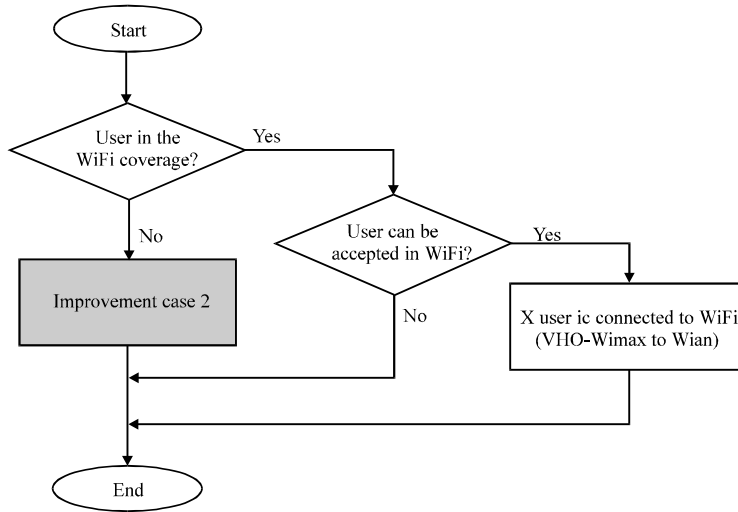 Start
User in the
WiFi coverage?
Yes
No
User can be
accepted in WiFi?
Yes
No
Improvement case 2
X user ic connected to WiFi
(VHO-Wimax to Wian)
End